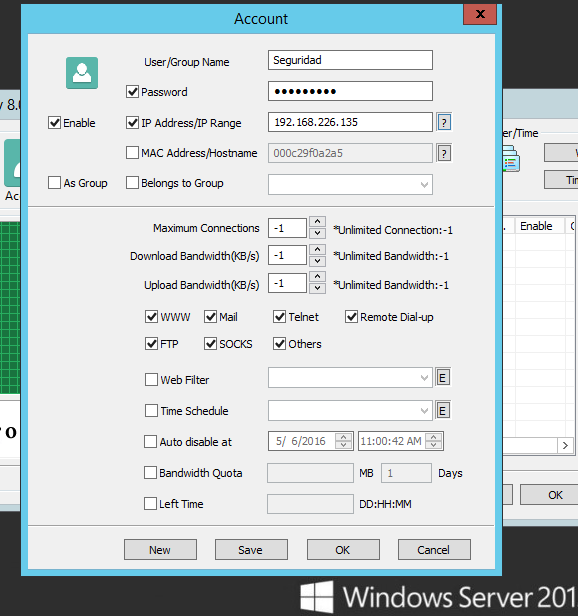 Account
x
User/Group Name Seguridad
Password ●●●●●●●●●
Enable IP Address/IP Range 192.168.226.135 ?
MAC Address/Hostname 000c29f0a2a5 ?
As Group Belongs to Group
Maximum Connections -1 *Unlimited Connection:-1
Download Bandwidth(KB/s) -1 *Unlimited Bandwidth:-1
Upload Bandwidth(KB/s) -1 *Unlimited Bandwidth:-1
WWW Mail Telnet Remote Dial-up
FTP SOCKS Others
Web Filter E
Time Schedule E
Auto disable at 5/ 6/2016 11:00:42 AM
Bandwidth Quota MB 1 Days
Left Time DD:HH:MM
New Save OK Cancel
y 8.0
Ac
ro
er/Time
Tim
Enable
OK
Windows Server 201